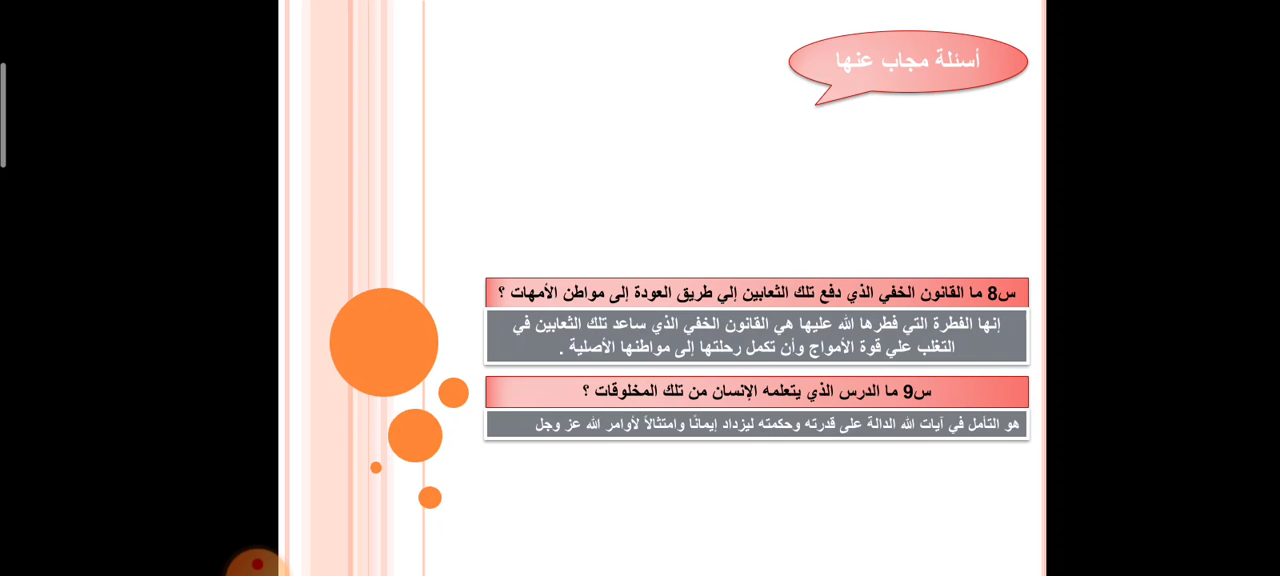 أسئلة مجاب عنها
س8 ما القانون الخفي الذي دفع تلك الثعابين إلي طريق العودة إلى مواطن الأمهات ؟
إنها الفطرة التي فطرها الله عليها هي القانون الخفي الذي ساعد تلك الثعابين في
التغلب علي قوة الأمواج وأن تكمل رحلتها إلى مواطنها الأصلية .
س9 ما الدرس الذي يتعلمه الإنسان من تلك المخلوقات ؟
هو التأمل في آيات الله الدالة على قدرته وحكمته ليزداد إيمانًا وامتثالاً لأوامر الله عز وجل